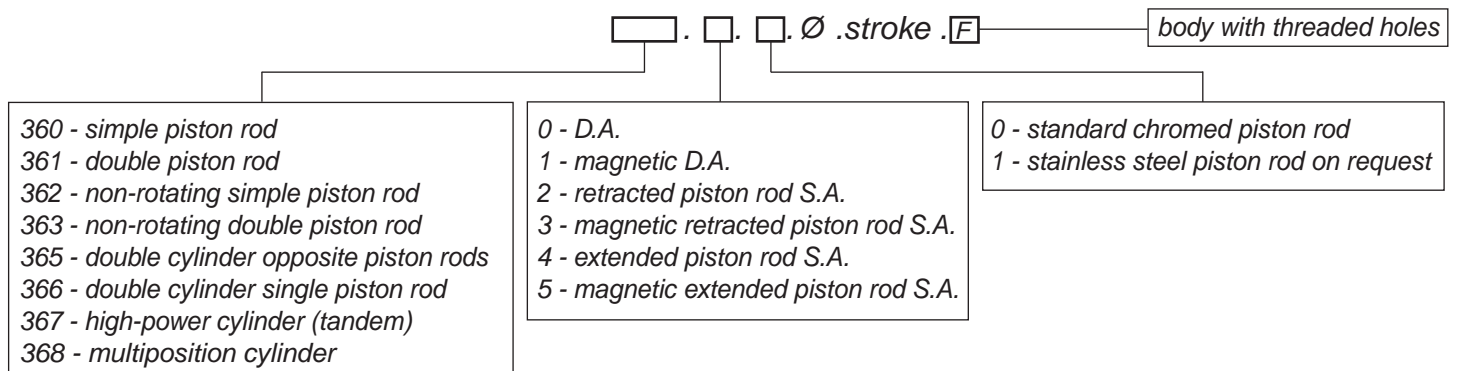 . . . Ø .stroke .F
body with threaded holes
360 - simple piston rod
361 - double piston rod
362 - non-rotating simple piston rod
363 - non-rotating double piston rod
365 - double cylinder opposite piston rods
366 - double cylinder single piston rod
367 - high-power cylinder (tandem)
368 - multiposition cylinder
0 - D.A.
1 - magnetic D.A.
2 - retracted piston rod S.A.
3 - magnetic retracted piston rod S.A.
4 - extended piston rod S.A.
5 - magnetic extended piston rod S.A.
0 - standard chromed piston rod
1 - stainless steel piston rod on request